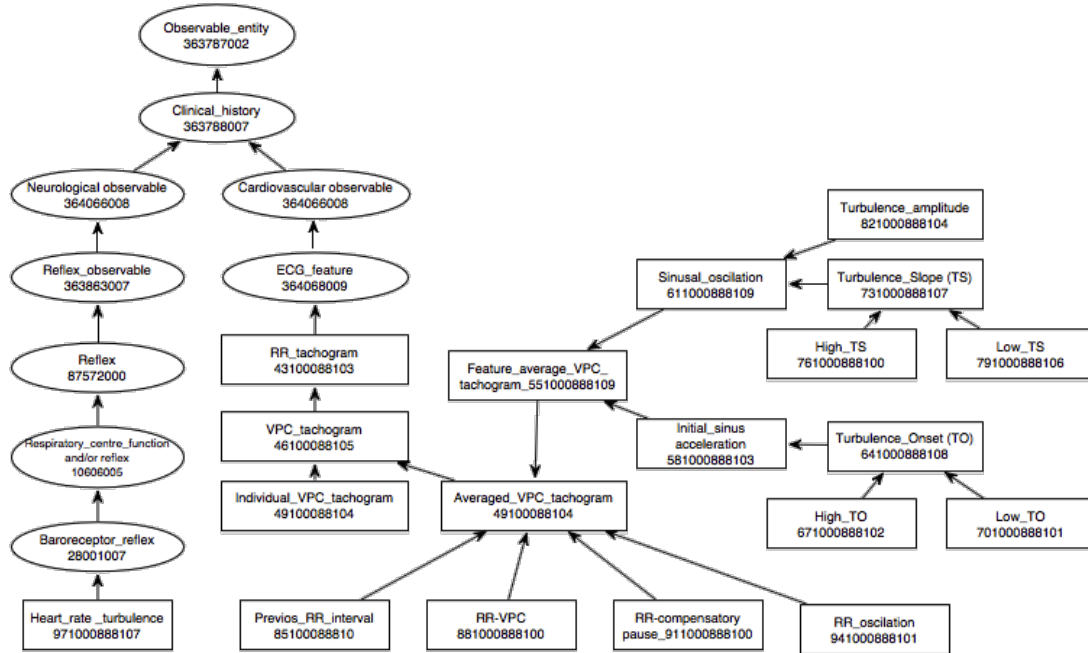 Observable_entity
363787002
Clinical_history
363788007
Neurological observable
364066008
Cardiovascular observable
364066008
Turbulence_amplitude
821000888104
Reflex_observable
363863007
ECG_feature
364068009
Sinusal_oscilation
611000888109
Turbulence_Slope (TS)
731000888107
Reflex
87572000
RR_tachogram
43100088103
Feature_average_VPC_
tachogram_551000888109
High_TS
761000888100
Low_TS
791000888106
Respiratory_centre_function
and/or reflex
10606005
VPC_tachogram
46100088105
Initial_sinus
acceleration
581000888103
Turbulence_Onset (TO)
641000888108
Individual_VPC_tachogram
49100088104
Averaged_VPC_tachogram
49100088104
High_TO
671000888102
Low_TO
701000888101
Baroreceptor_reflex
28001007
Heart_rate _turbulence
971000888107
Previos_RR_interval
85100088810
RR-VPC
881000888100
RR-compensatory
pause_911000888100
RR_oscilation
941000888101